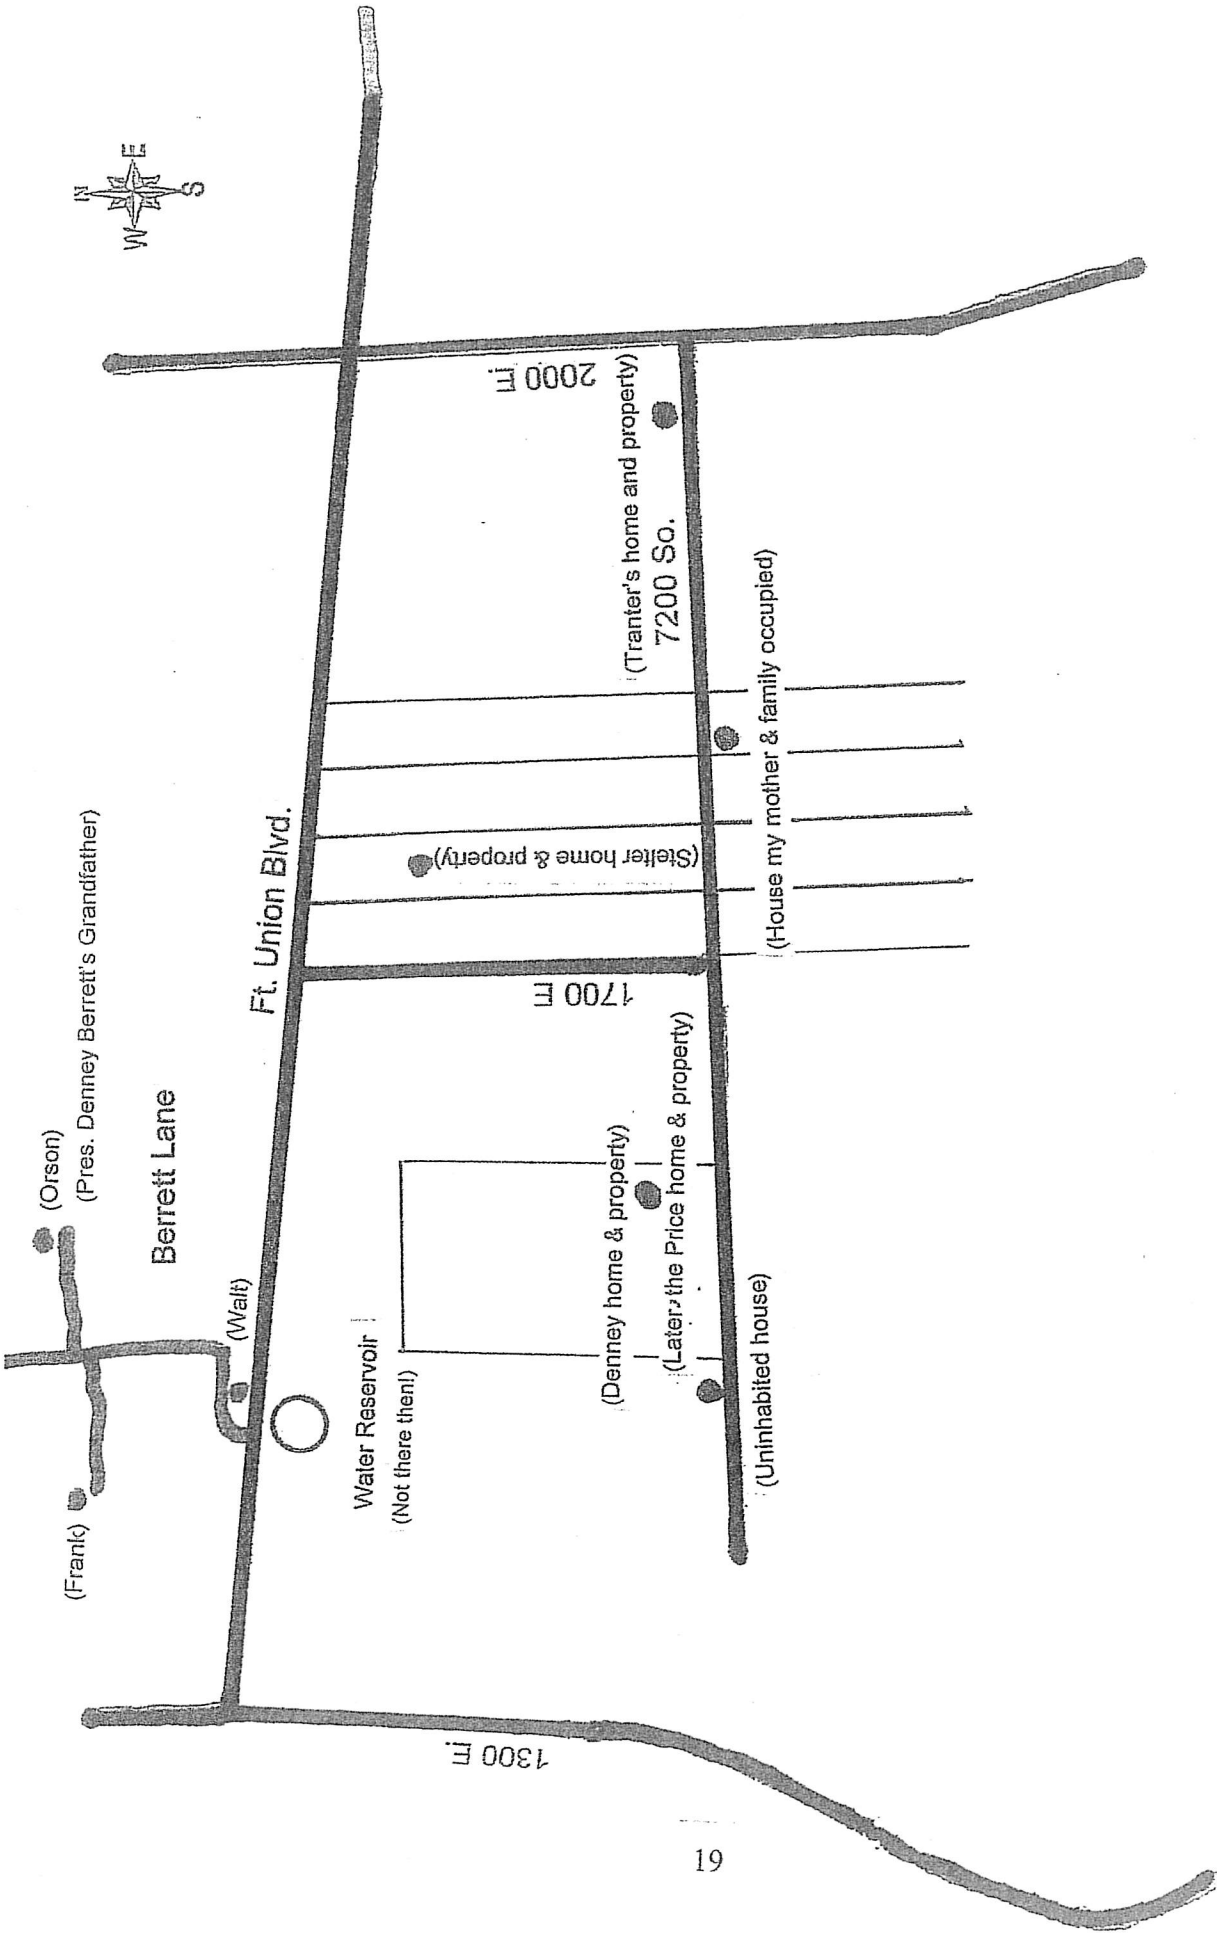 N
W E
S
(Orson)
(Pres. Denney Berrett's Grandfather)
(Frank)
Berrett Lane
(Walt)
Ft. Union Blvd.
Water Reservoir
(Not there then!)
1300 E.
1700 E
2000 E.
(Stelter home & property)
(Denney home & property)
(Later the Price home & property)
(Uninhabited house)
(Tranter's home and property)
7200 So.
(House my mother & family occupied)
19